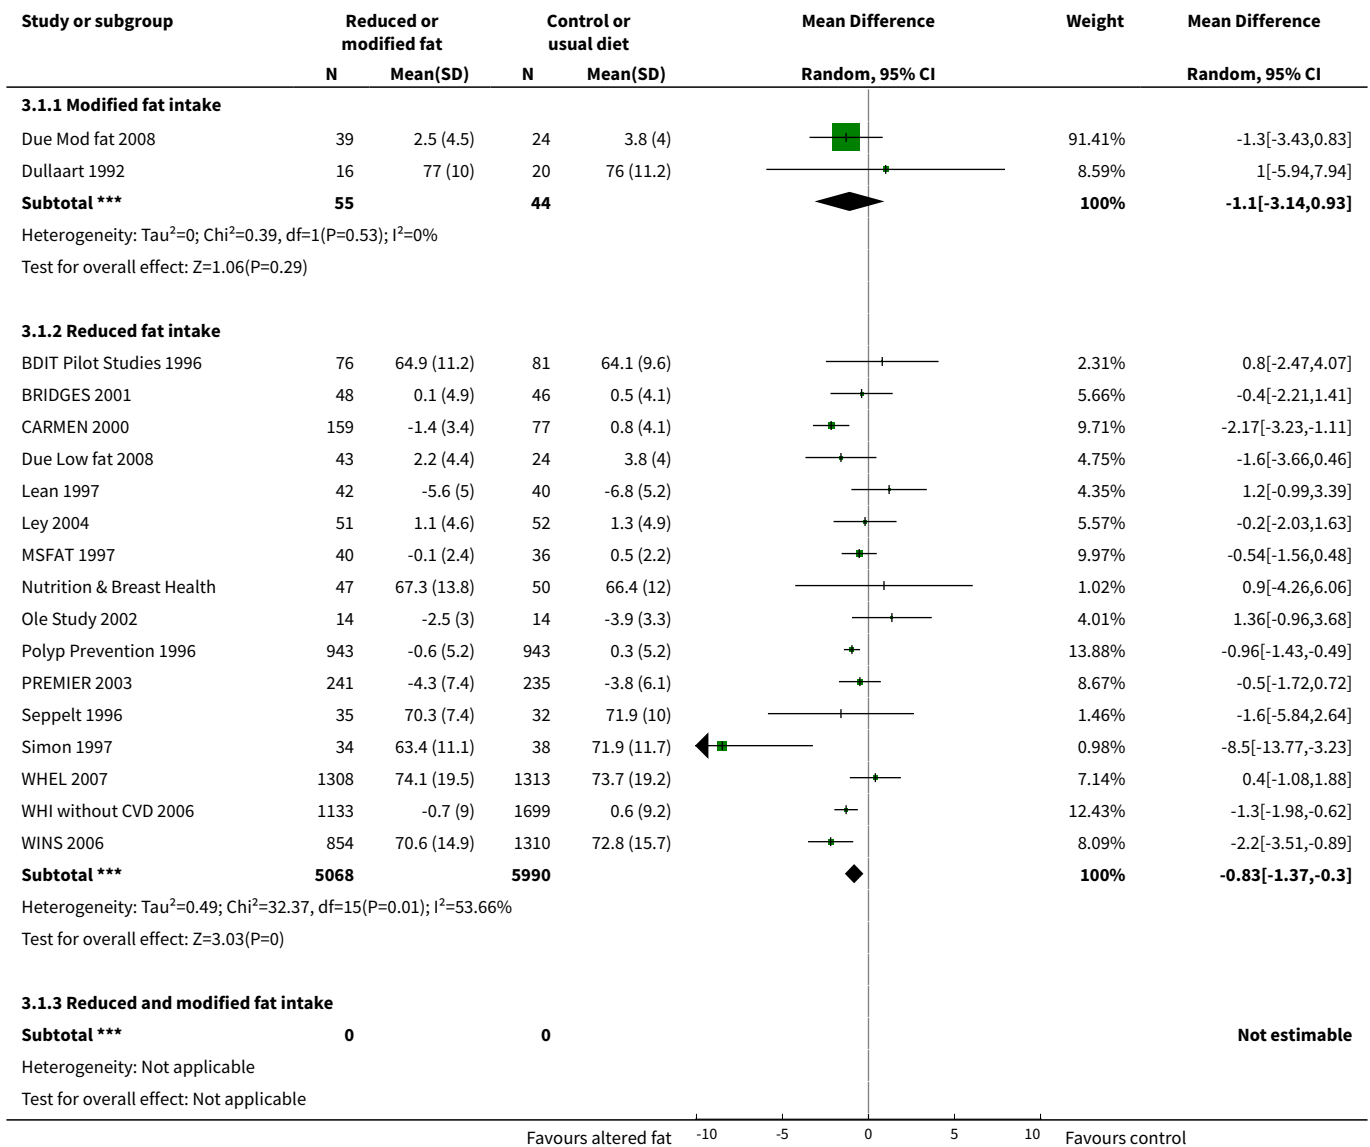 Study or subgroup Reduced or modified fat Control or usual diet Mean Difference Weight Mean Difference
N Mean(SD) N Mean(SD) Random, 95% CI Random, 95% CI
3.1.1 Modified fat intake
Due Mod fat 2008 39 2.5 (4.5) 24 3.8 (4) 91.41% -1.3[-3.43,0.83]
Dullaart 1992 16 77 (10) 20 76 (11.2) 8.59% 1[-5.94,7.94]
Subtotal *** 55 44 100% -1.1[-3.14,0.93]
Heterogeneity: Tau²=0; Chi²=0.39, df=1(P=0.53); I²=0%
Test for overall effect: Z=1.06(P=0.29)
3.1.2 Reduced fat intake
BDIT Pilot Studies 1996 76 64.9 (11.2) 81 64.1 (9.6) 2.31% 0.8[-2.47,4.07]
BRIDGES 2001 48 0.1 (4.9) 46 0.5 (4.1) 5.66% -0.4[-2.21,1.41]
CARMEN 2000 159 -1.4 (3.4) 77 0.8 (4.1) 9.71% -2.17[-3.23,-1.11]
Due Low fat 2008 43 2.2 (4.4) 24 3.8 (4) 4.75% -1.6[-3.66,0.46]
Lean 1997 42 -5.6 (5) 40 -6.8 (5.2) 4.35% 1.2[-0.99,3.39]
Ley 2004 51 1.1 (4.6) 52 1.3 (4.9) 5.57% -0.2[-2.03,1.63]
MSFAT 1997 40 -0.1 (2.4) 36 0.5 (2.2) 9.97% -0.54[-1.56,0.48]
Nutrition & Breast Health 47 67.3 (13.8) 50 66.4 (12) 1.02% 0.9[-4.26,6.06]
Ole Study 2002 14 -2.5 (3) 14 -3.9 (3.3) 4.01% 1.36[-0.96,3.68]
Polyp Prevention 1996 943 -0.6 (5.2) 943 0.3 (5.2) 13.88% -0.96[-1.43,-0.49]
PREMIER 2003 241 -4.3 (7.4) 235 -3.8 (6.1) 8.67% -0.5[-1.72,0.72]
Seppelt 1996 35 70.3 (7.4) 32 71.9 (10) 1.46% -1.6[-5.84,2.64]
Simon 1997 34 63.4 (11.1) 38 71.9 (11.7) 0.98% -8.5[-13.77,-3.23]
WHEL 2007 1308 74.1 (19.5) 1313 73.7 (19.2) 7.14% 0.4[-1.08,1.88]
WHI without CVD 2006 1133 -0.7 (9) 1699 0.6 (9.2) 12.43% -1.3[-1.98,-0.62]
WINS 2006 854 70.6 (14.9) 1310 72.8 (15.7) 8.09% -2.2[-3.51,-0.89]
Subtotal *** 5068 5990 100% -0.83[-1.37,-0.3]
Heterogeneity: Tau²=0.49; Chi²=32.37, df=15(P=0.01); I²=53.66%
Test for overall effect: Z=3.03(P=0)
3.1.3 Reduced and modified fat intake
Subtotal *** 0 0 Not estimable
Heterogeneity: Not applicable
Test for overall effect: Not applicable
Favours altered fat -10 -5 0 5 10 Favours control